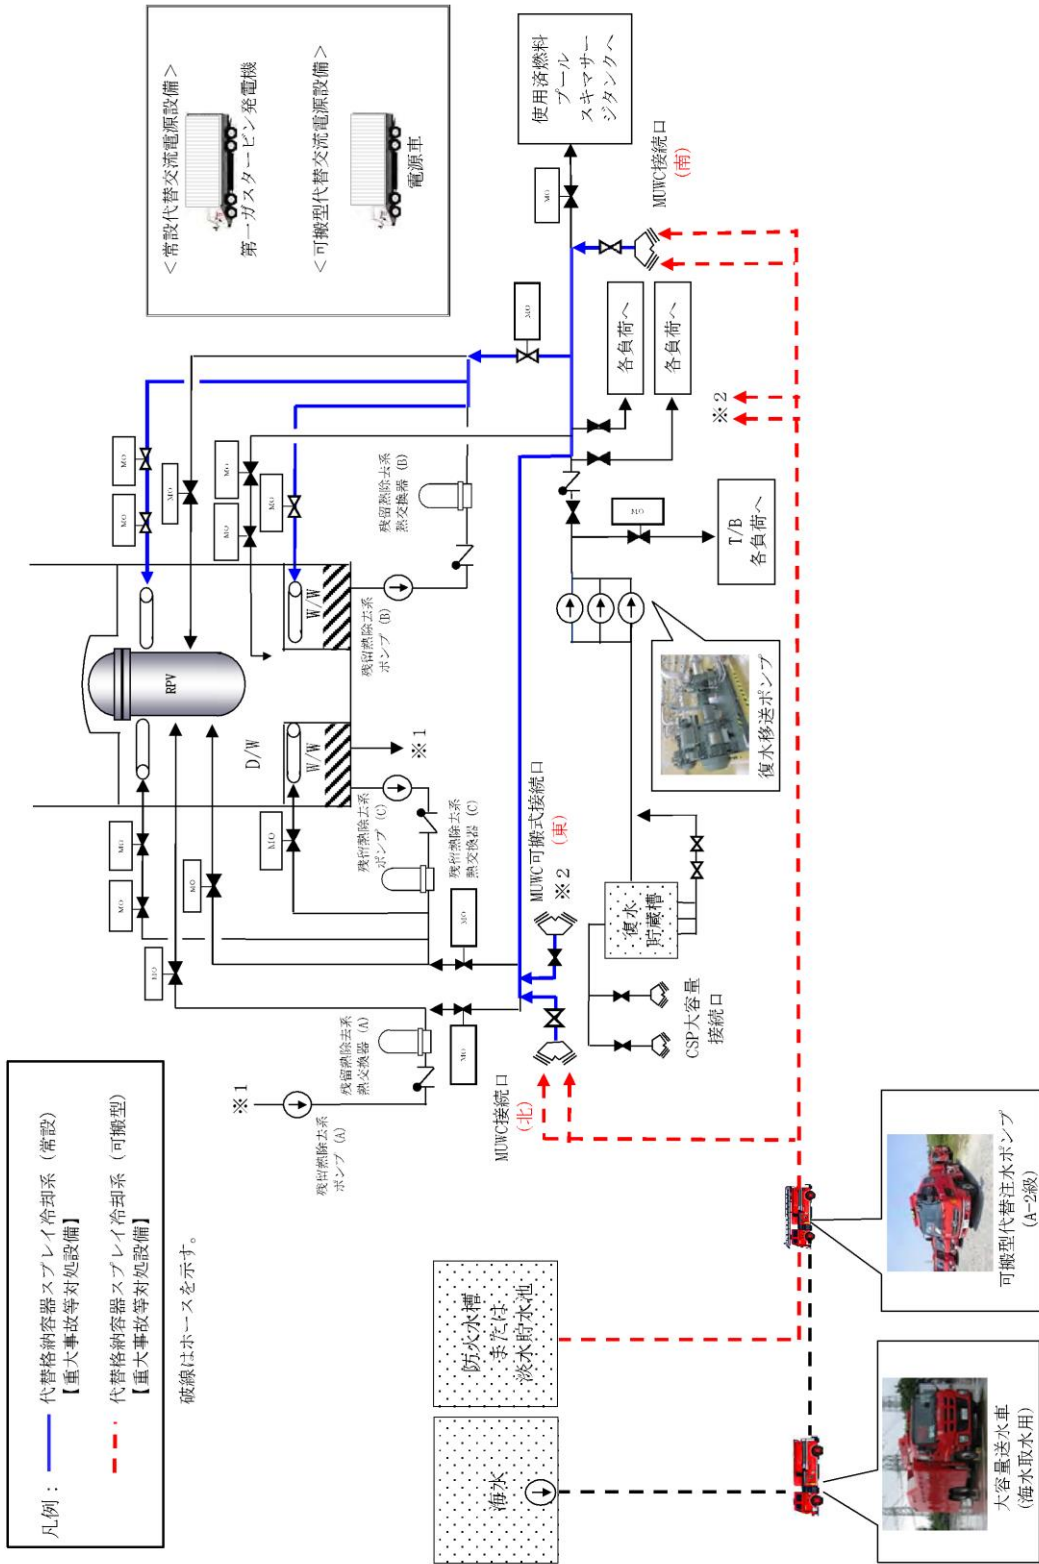 凡例：
代替格納容器スプレイ冷却系（常設）
【重大事故等対処設備】
代替格納容器スプレイ冷却系（可搬型）
【重大事故等対処設備】
破線はホースを示す。
＜常設代替交流電源設備＞
第一ガスタービン発電機
＜可搬型代替交流電源設備＞
電源車
MO
MO
MO
MO
MO
MO
MO
MO
MO
MO
MO
MO
RPV
D/W
W/W
W/W
※1
※1
残留熱除去系
ポンプ (A)
残留熱除去系
熱交換器 (A)
残留熱除去系
ポンプ (C)
残留熱除去系
熱交換器 (C)
残留熱除去系
ポンプ (B)
残留熱除去系
熱交換器 (B)
MO
MO
MO
MO
MO
使用済燃料
プール
スキマサー
ジタンクへ
MUWC接続口
(南)
各負荷へ
各負荷へ
※2
T/B
各負荷へ
復水移送ポンプ
MUWC可搬式接続口
(東)
※2
復水
貯蔵槽
CSP大容量
接続口
MUWC接続口
(北)
防火水槽
または
淡水貯水池
海水
可搬型代替注水ポンプ
(A-2級)
大容量送水車
(海水取水用)